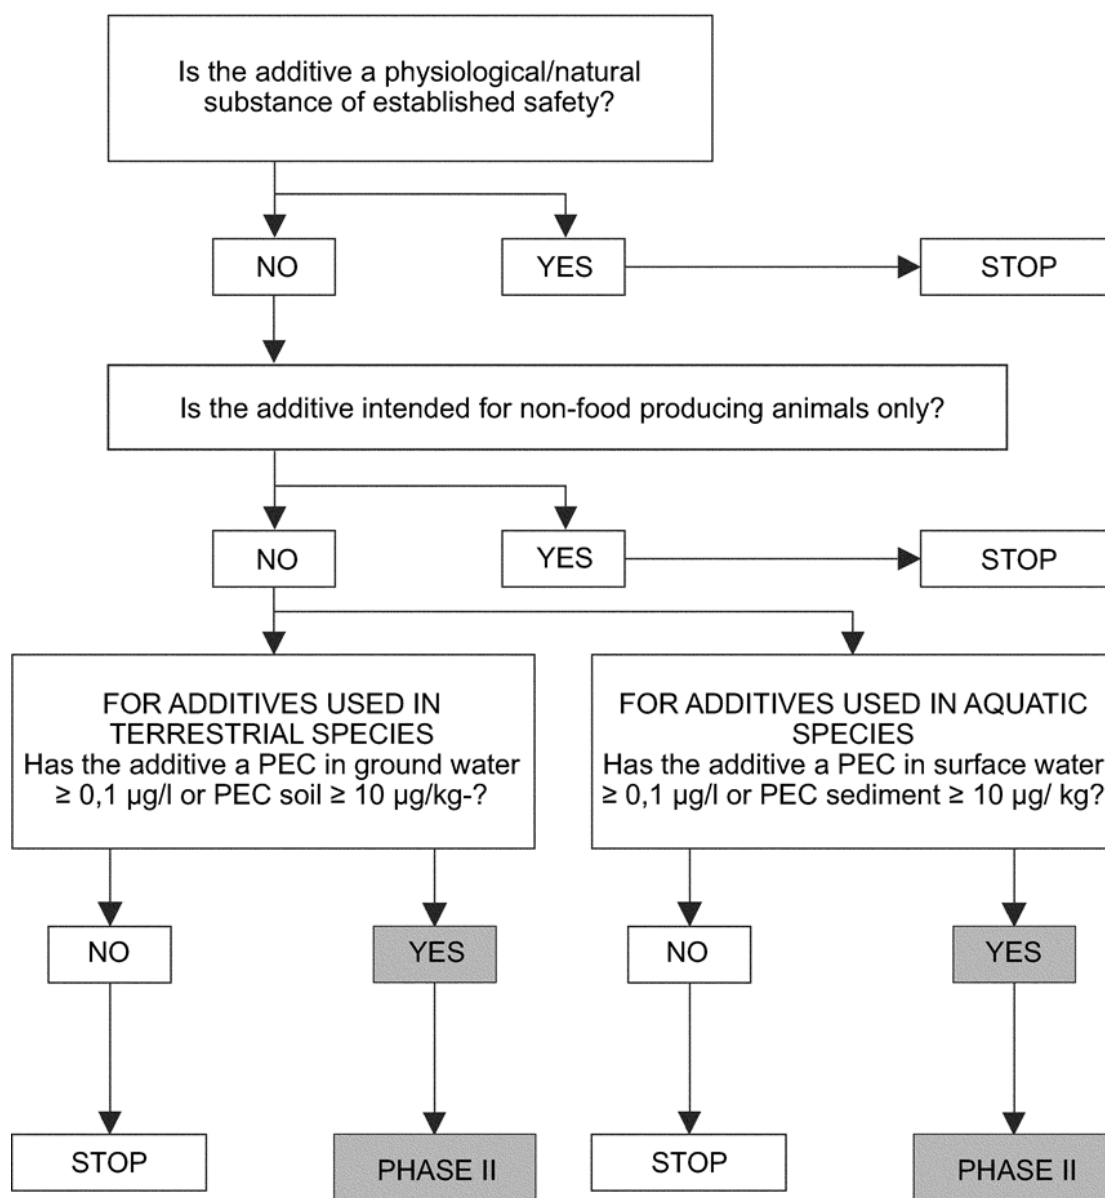 Is the additive a physiological/natural
substance of established safety?
NO
YES
STOP
Is the additive intended for non-food producing animals only?
NO
YES
STOP
FOR ADDITIVES USED IN
TERRESTRIAL SPECIES
Has the additive a PEC in ground water
≥ 0,1 µg/l or PEC soil ≥ 10 µg/kg-?
FOR ADDITIVES USED IN AQUATIC
SPECIES
Has the additive a PEC in surface water
≥ 0,1 µg/l or PEC sediment ≥ 10 µg/ kg?
NO
YES
NO
YES
STOP
PHASE II
STOP
PHASE II